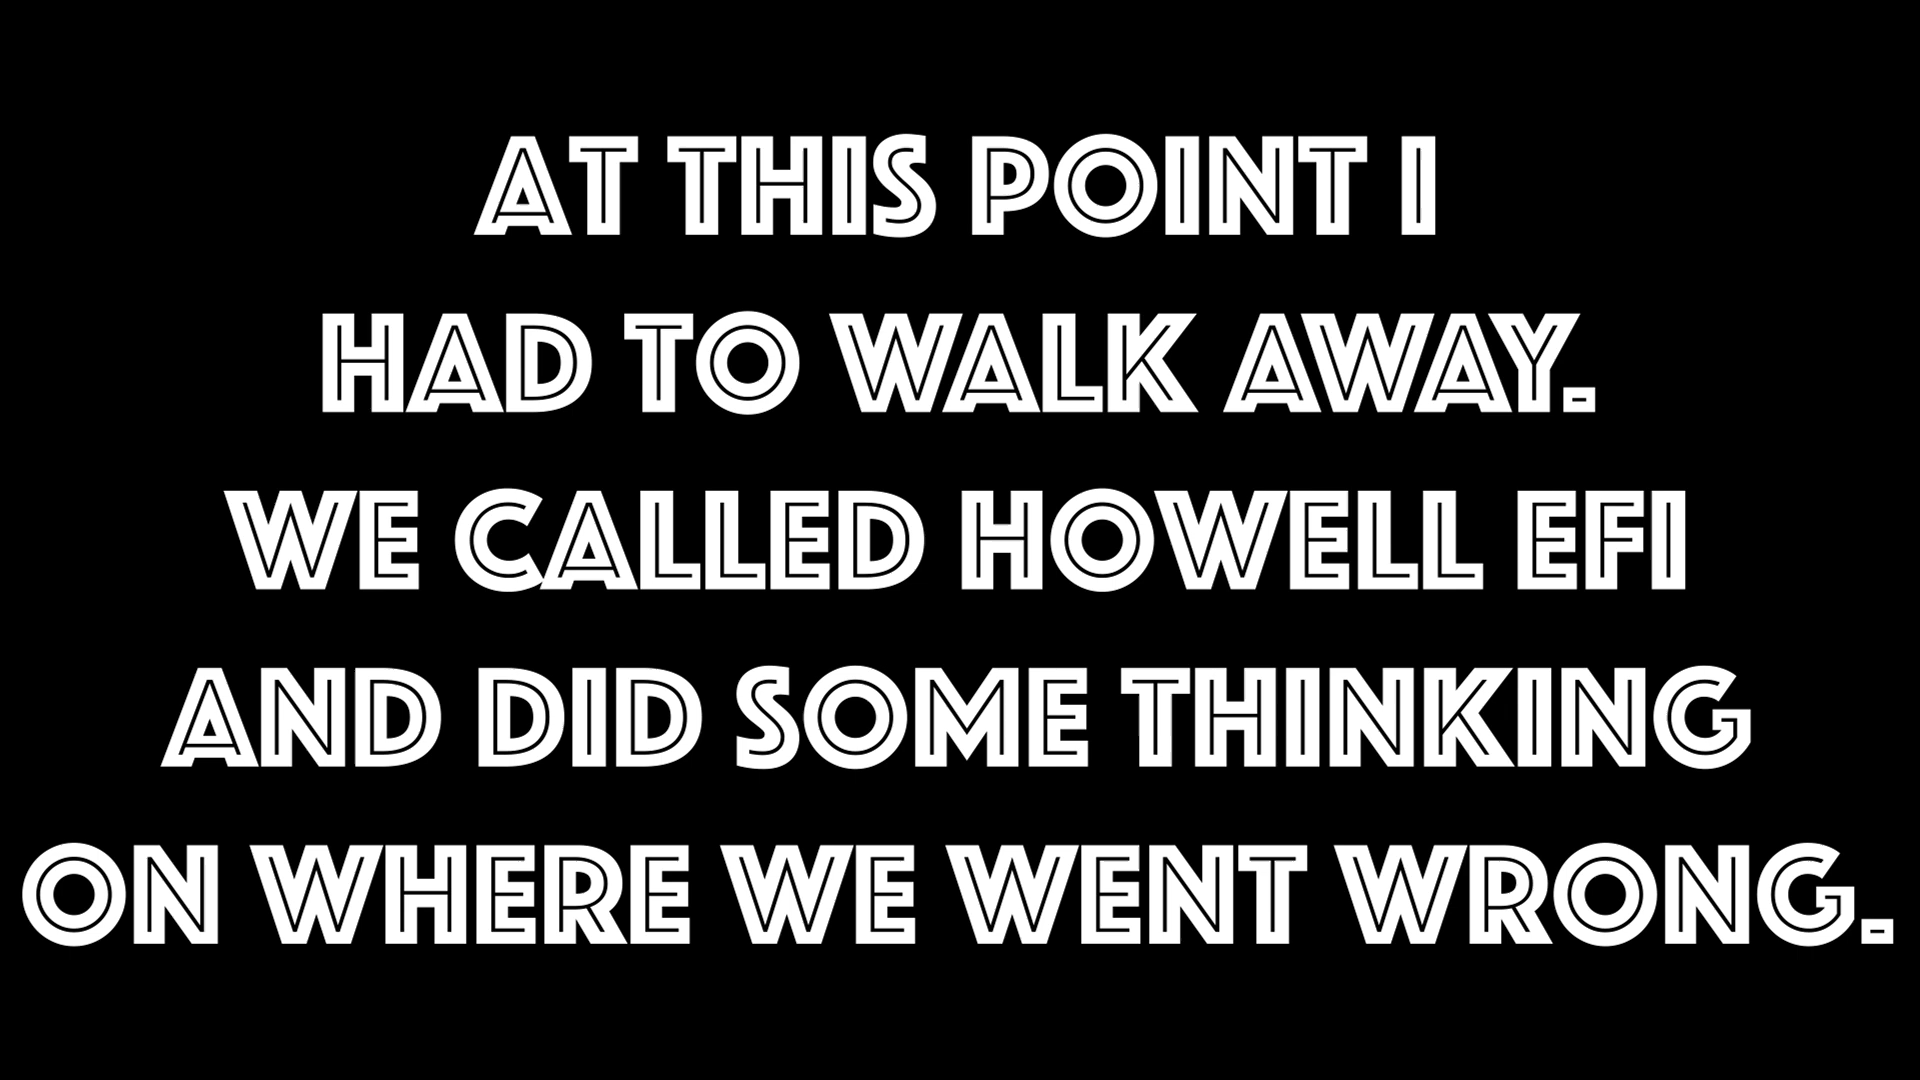 AT THIS POINT I
HAD TO WALK AWAY.
WE CALLED HOWELL EFI
AND DID SOME THINKING
ON WHERE WE WENT WRONG.